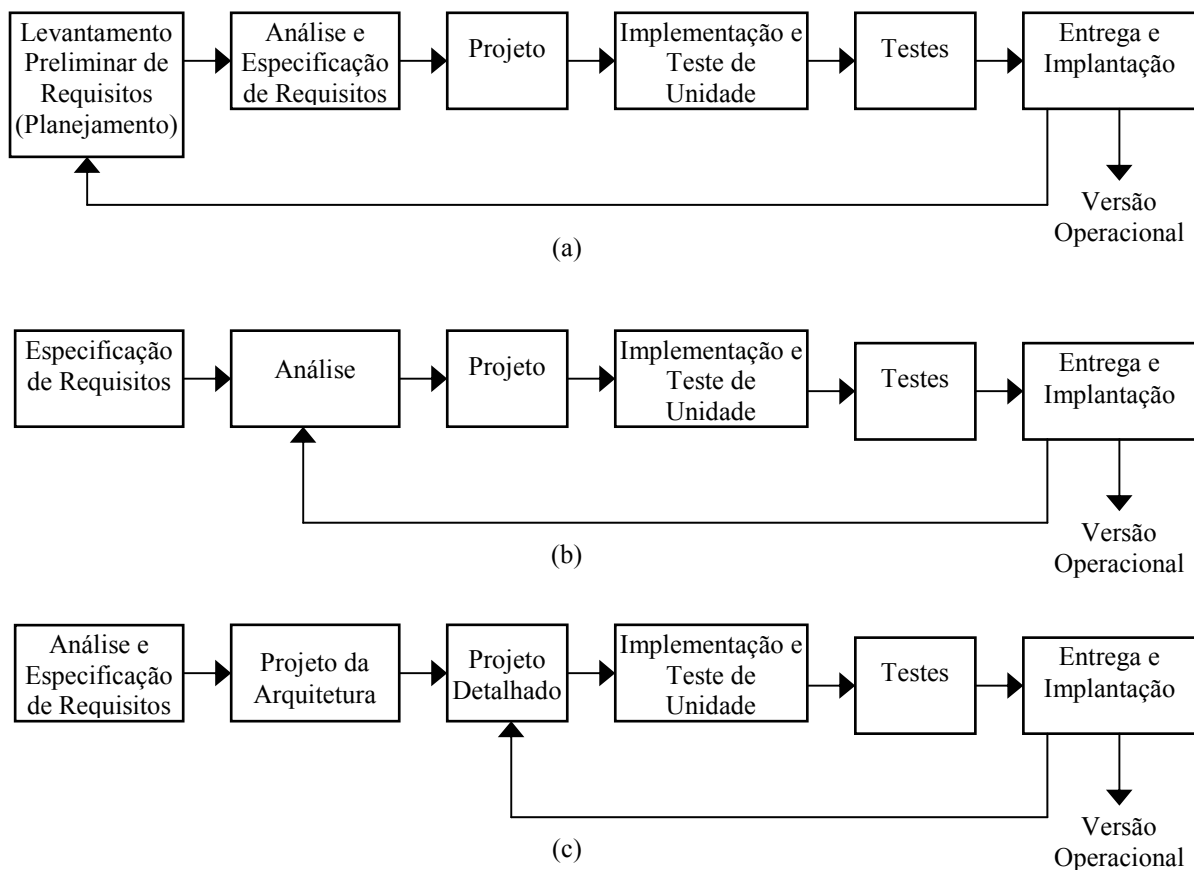 Levantamento
Preliminar de
Requisitos
(Planejamento)
Análise e
Especificação
de Requisitos
Projeto
Implementação e
Teste de
Unidade
Testes
Entrega e
Implantação
Versão
Operacional
(a)
Especificação
de Requisitos
Análise
Projeto
Implementação e
Teste de
Unidade
Testes
Entrega e
Implantação
Versão
Operacional
(b)
Análise e
Especificação
de Requisitos
Projeto da
Arquitetura
Projeto
Detalhado
Implementação e
Teste de
Unidade
Testes
Entrega e
Implantação
Versão
Operacional
(c)